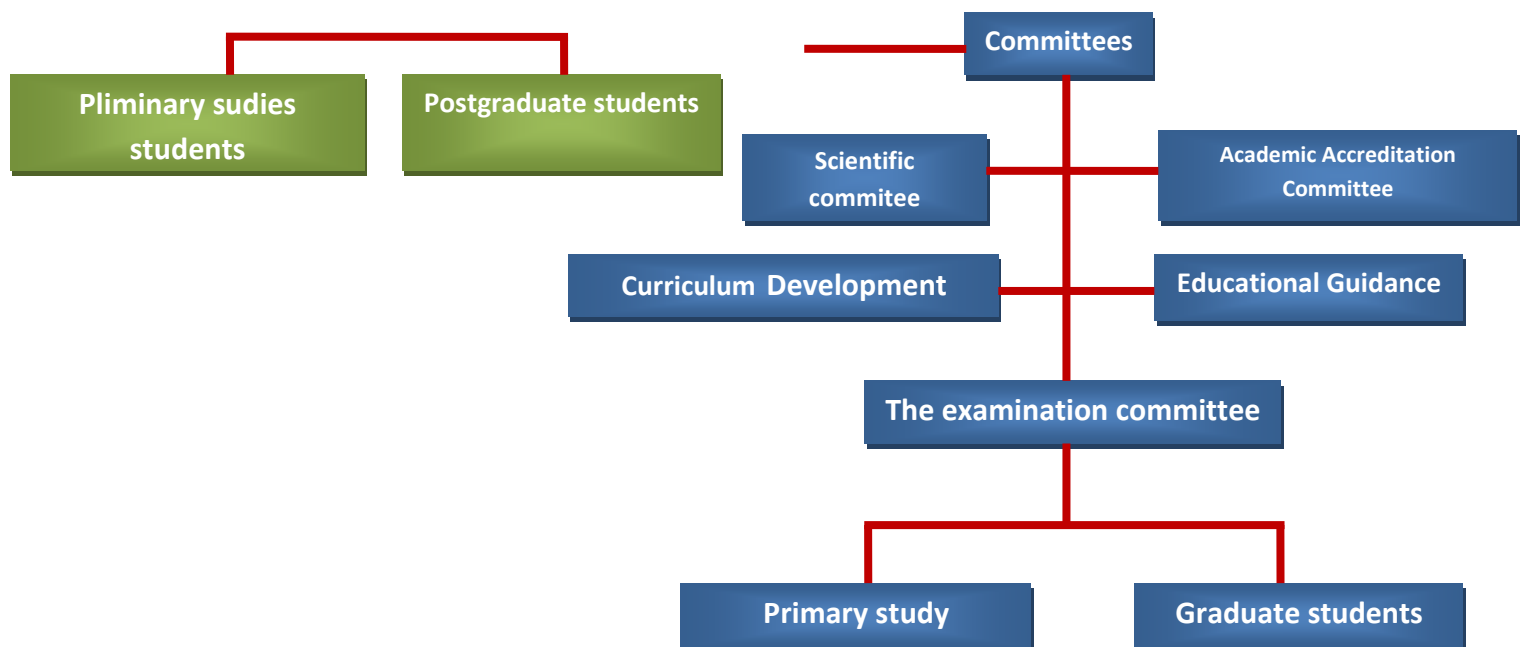 Committees
Pliminary sudies
students
Postgraduate students
Scientific
commitee
Academic Accreditation
Committee
Curriculum Development
Educational Guidance
The examination committee
Primary study
Graduate students